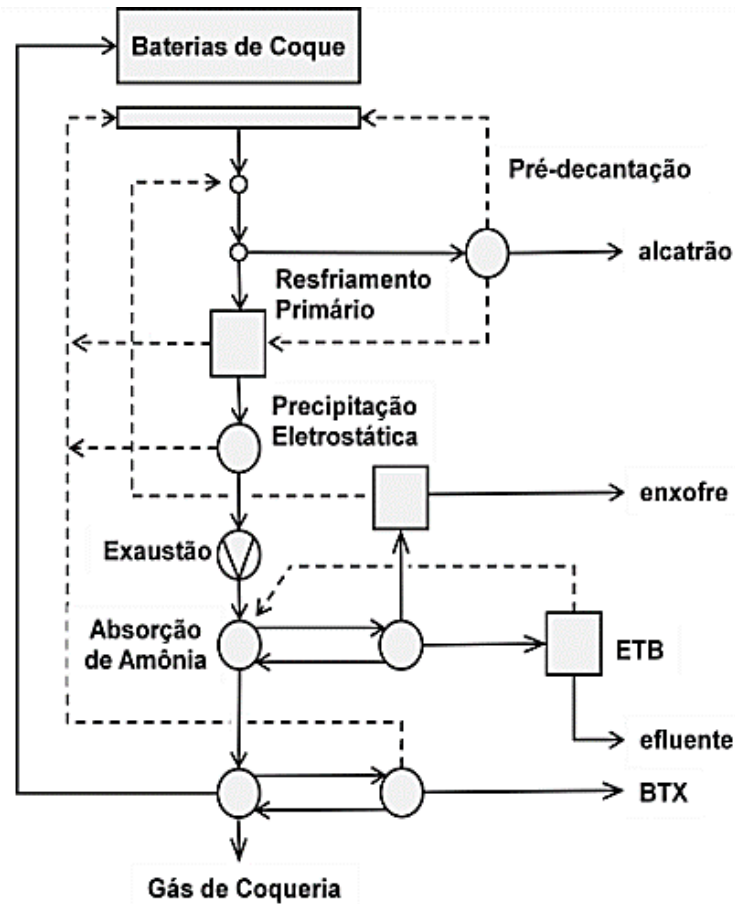 Baterias de Coque
Pré-decantação
alcatrão
Resfriamento
Primário
Precipitação
Eletrostática
enxofre
Exaustão
Absorção
de Amônia
ETB
efluente
BTX
Gás de Coqueria